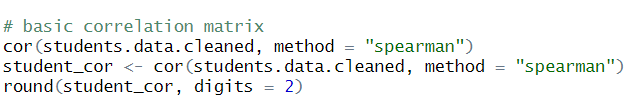 # basic correlation matrix
cor(students.data.cleaned, method = "spearman")
student_cor <- cor(students.data.cleaned, method = "spearman")
round(student_cor, digits = 2)